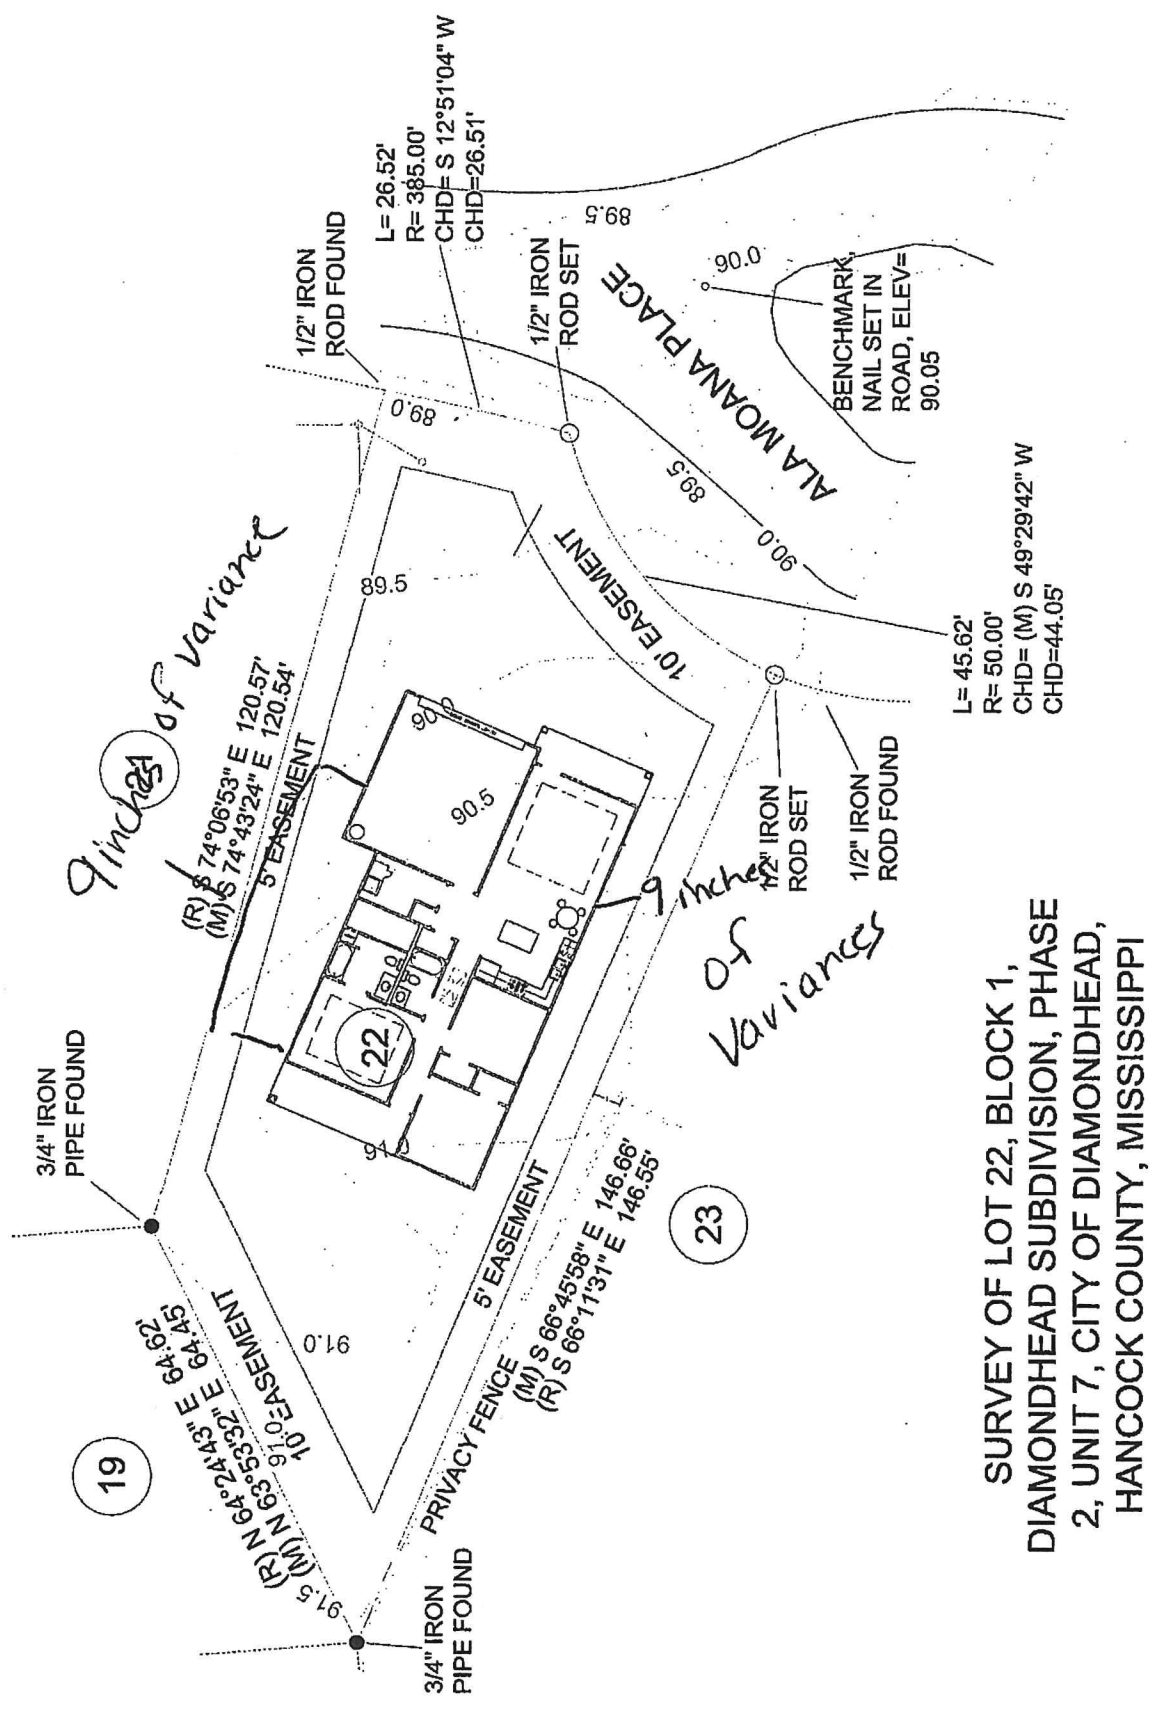 3/4" IRON
PIPE FOUND
19
(R) N 64°24'43" E 64.62'
(M) N 63°53'32" E 64.45'
10' EASEMENT
91.0
91.5
91.0
3/4" IRON
PIPE FOUND
PRIVACY FENCE
(M) S 66°45'58" E 146.66'
(R) S 66°11'31" E 146.55'
5' EASEMENT
23
9 inches of variance
(R) S 74°06'53" E 120.57'
(M) S 74°43'24" E 120.54'
5' EASEMENT
22
90.5
89.5
9 inches
of
Variances
1/2" IRON
ROD FOUND
89.0
L= 26.52'
R= 385.00'
CHD= S 12°51'04" W
CHD=26.51'
1/2" IRON
ROD SET
10' EASEMENT
ALA MOANA PLACE
89.5
90.0
89.5
90.0
BENCHMARK,
NAIL SET IN
ROAD, ELEV=
90.05
L= 45.62'
R= 50.00'
CHD= (M) S 49°29'42" W
CHD=44.05'
1/2" IRON
ROD SET
1/2" IRON
ROD FOUND
SURVEY OF LOT 22, BLOCK 1,
DIAMONDHEAD SUBDIVISION, PHASE
2, UNIT 7, CITY OF DIAMONDHEAD,
HANCOCK COUNTY, MISSISSIPPI